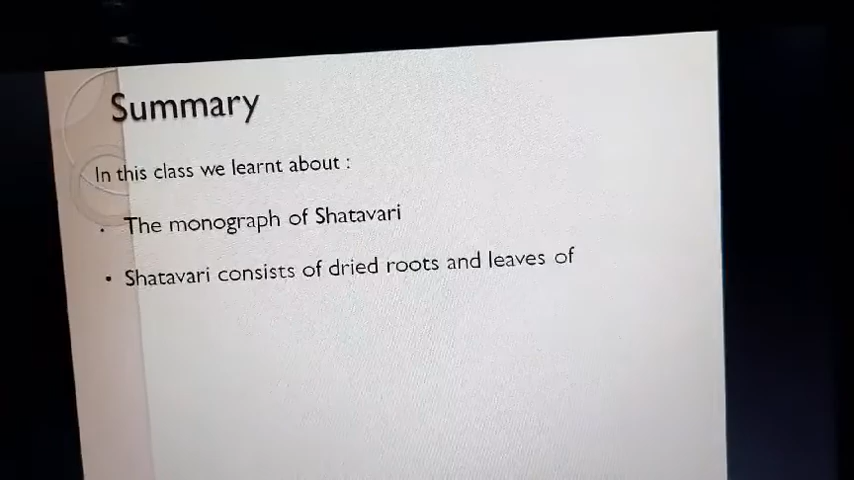 Summary
In this class we learnt about :
• The monograph of Shatavari
• Shatavari consists of dried roots and leaves of